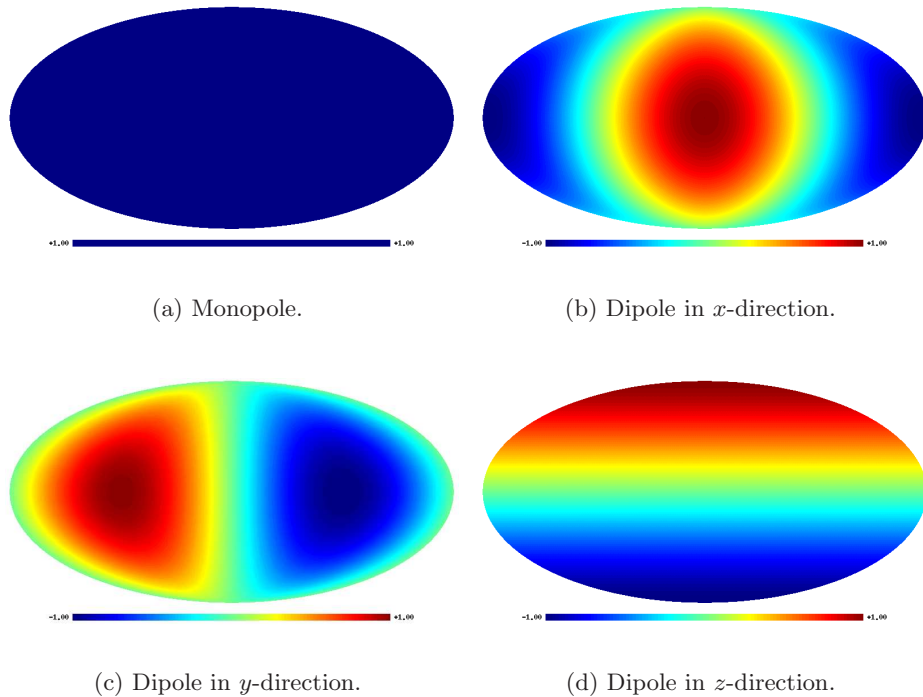 +1.00 +1.00
-1.00 +1.00
(a) Monopole.
(b) Dipole in x-direction.
-1.00 +1.00
-1.00 +1.00
(c) Dipole in y-direction.
(d) Dipole in z-direction.